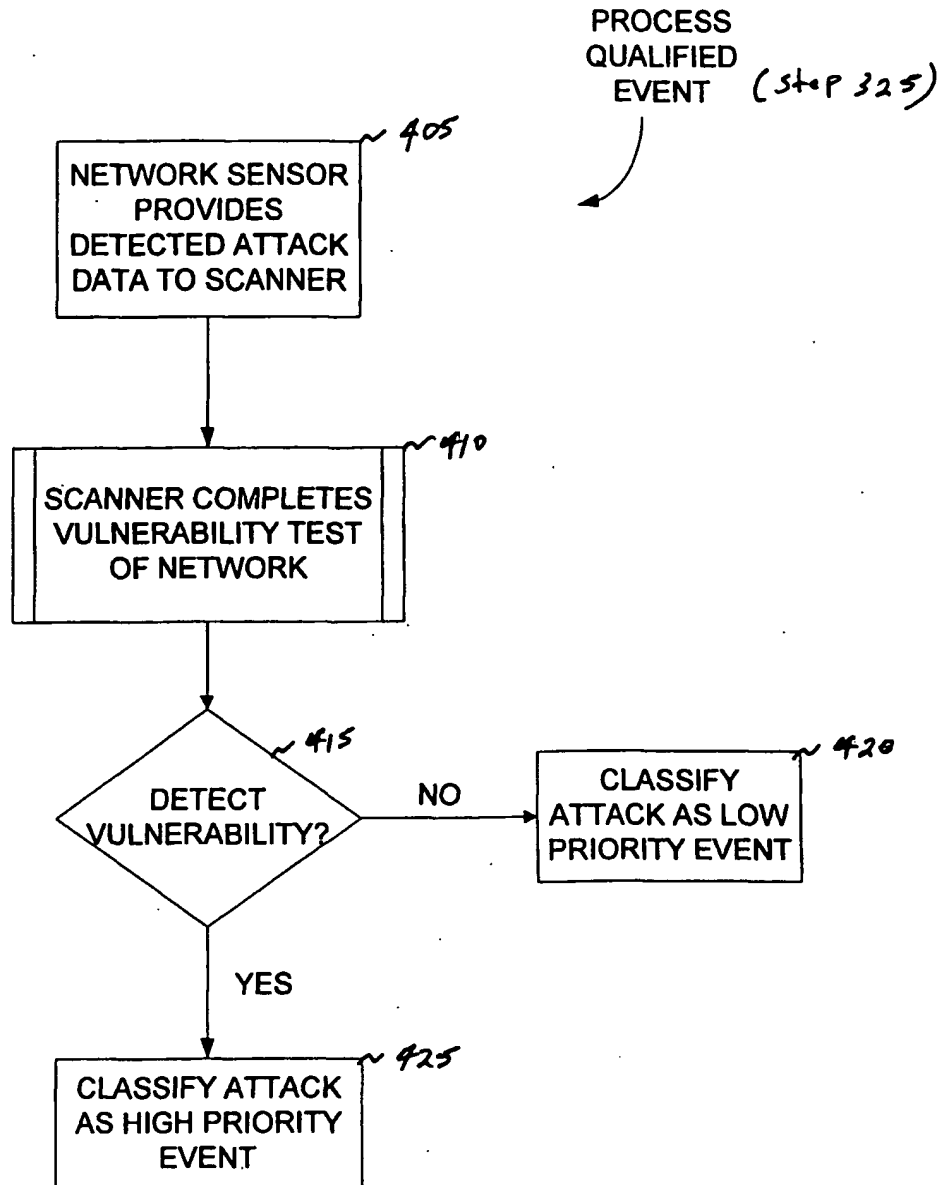 PROCESS
QUALIFIED
EVENT (step 325)
405
NETWORK SENSOR
PROVIDES
DETECTED ATTACK
DATA TO SCANNER
410
SCANNER COMPLETES
VULNERABILITY TEST
OF NETWORK
415
DETECT
VULNERABILITY?
NO
420
CLASSIFY
ATTACK AS LOW
PRIORITY EVENT
YES
425
CLASSIFY ATTACK
AS HIGH PRIORITY
EVENT